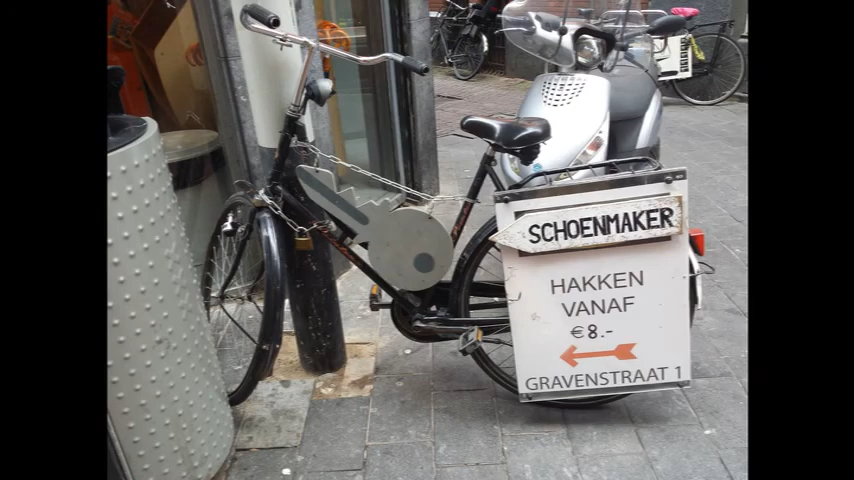 SCHOENMAKER
HAKKEN
VANAF
€8.-
GRAVENSTRAAT 1